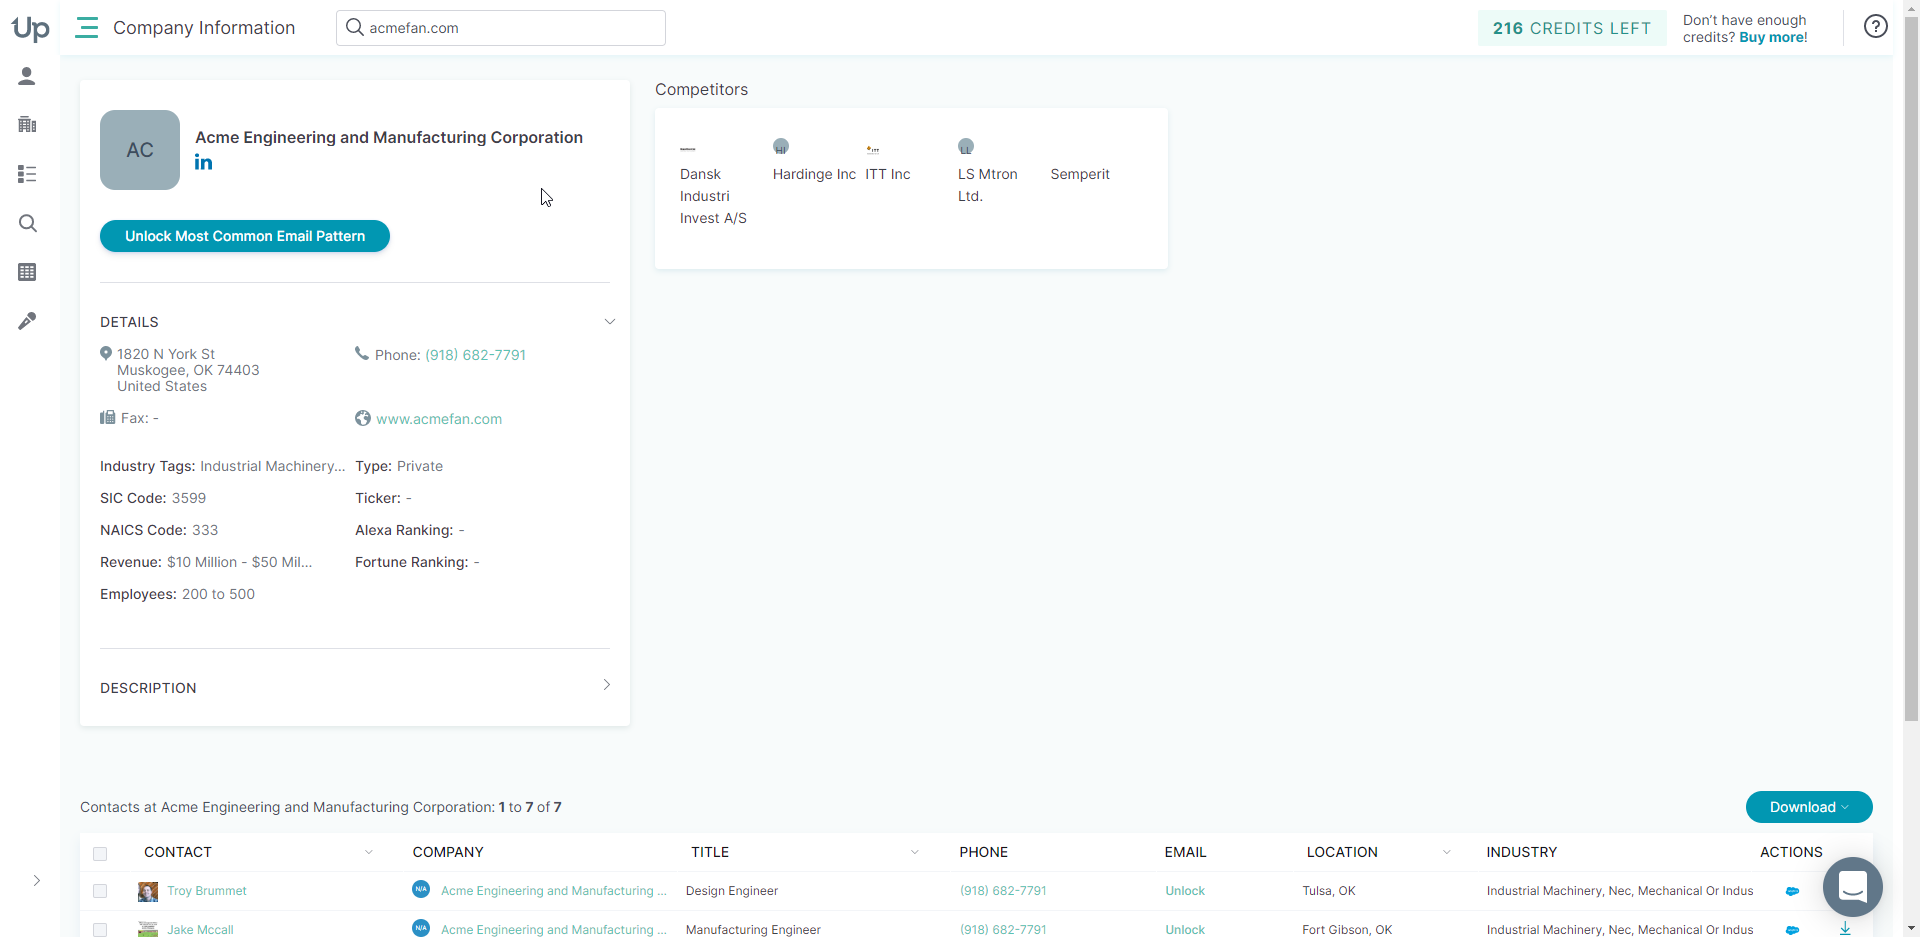 Up
Company Information
acmefan.com
216 CREDITS LEFT
Don't have enough
credits? Buy more!
AC
Acme Engineering and Manufacturing Corporation
in
Unlock Most Common Email Pattern
DETAILS
1820 N York St
Muskogee, OK 74403
United States
Phone: (918) 682-7791
Fax: -
www.acmefan.com
Industry Tags: Industrial Machinery...
Type: Private
SIC Code: 3599
Ticker: -
NAICS Code: 333
Alexa Ranking: -
Revenue: $10 Million - $50 Mil...
Fortune Ranking: -
Employees: 200 to 500
DESCRIPTION
Competitors
HI
ITT
LL
Dansk
Industri
Invest A/S
Hardinge Inc
ITT Inc
LS Mtron
Ltd.
Semperit
Contacts at Acme Engineering and Manufacturing Corporation: 1 to 7 of 7
Download
CONTACT COMPANY TITLE PHONE EMAIL LOCATION INDUSTRY ACTIONS
Troy Brummet N/A Acme Engineering and Manufacturing ... Design Engineer (918) 682-7791 Unlock Tulsa, OK Industrial Machinery, Nec, Mechanical Or Indus
Jake Mccall N/A Acme Engineering and Manufacturing ... Manufacturing Engineer (918) 682-7791 Unlock Fort Gibson, OK Industrial Machinery, Nec, Mechanical Or Indus